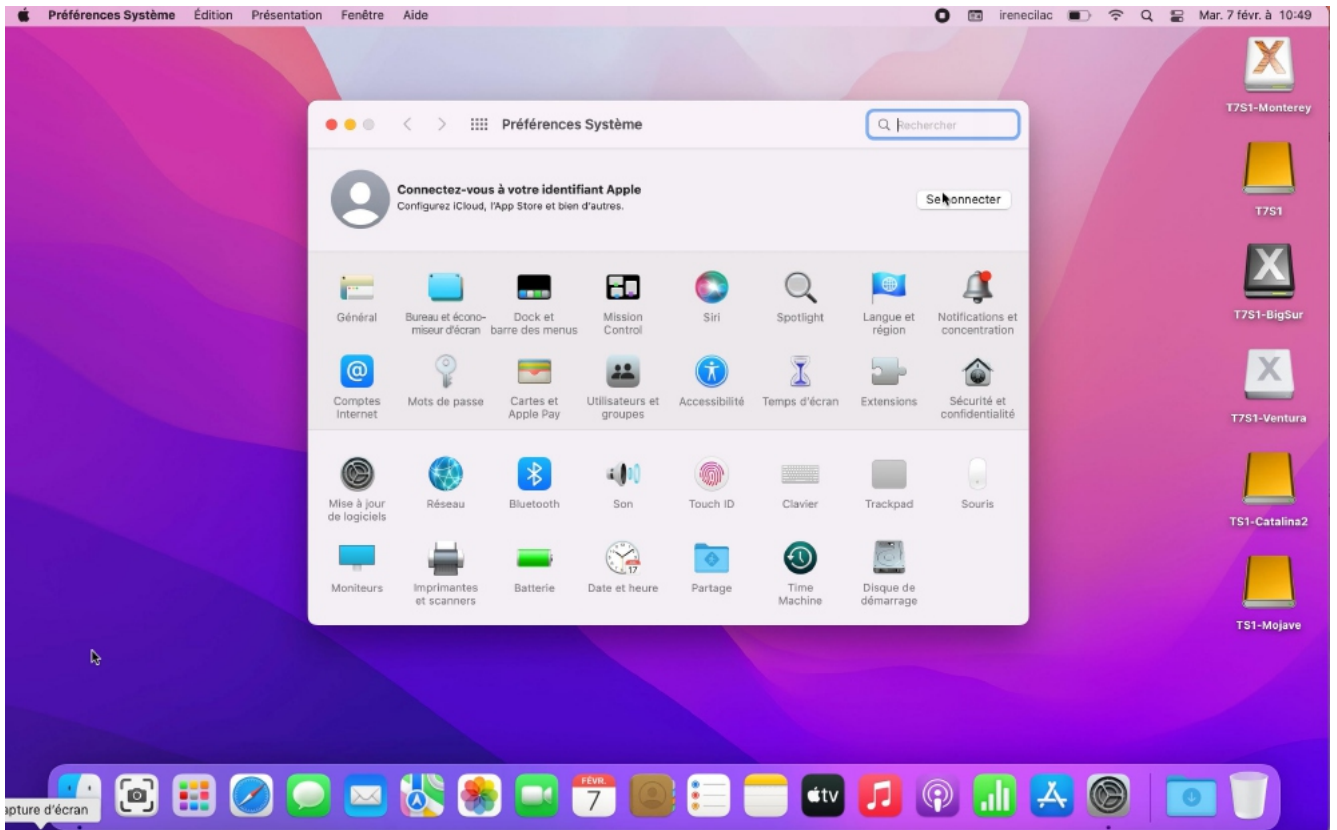 Préférences Système Édition Présentation Fenêtre Aide irenecilac Mar. 7 févr. à 10:49
Préférences Système
Rechercher
Connectez-vous à votre identifiant Apple
Configurez iCloud, l'App Store et bien d'autres.
Général
Bureau et écono-
miseur d'écran
Dock et
barre des menus
Mission
Control
Siri
Spotlight
Langue et
région
Notifications et
concentration
Comptes
Internet
Mots de passe
Cartes et
Apple Pay
Utilisateurs et
groupes
Accessibilité
Temps d'écran
Extensions
Sécurité et
confidentialité
Mise à jour
de logiciels
Réseau
Bluetooth
Son
Touch ID
Clavier
Trackpad
Souris
Moniteurs
Imprimantes
et scanners
Batterie
17
Date et heure
Partage
Time
Machine
Disque de
démarrage
X
T7S1-Monterey
T7S1
X
T7S1-BigSur
X
T7S1-Ventura
TS1-Catalina2
TS1-Mojave
d'écran
FÉVR.
7
tv